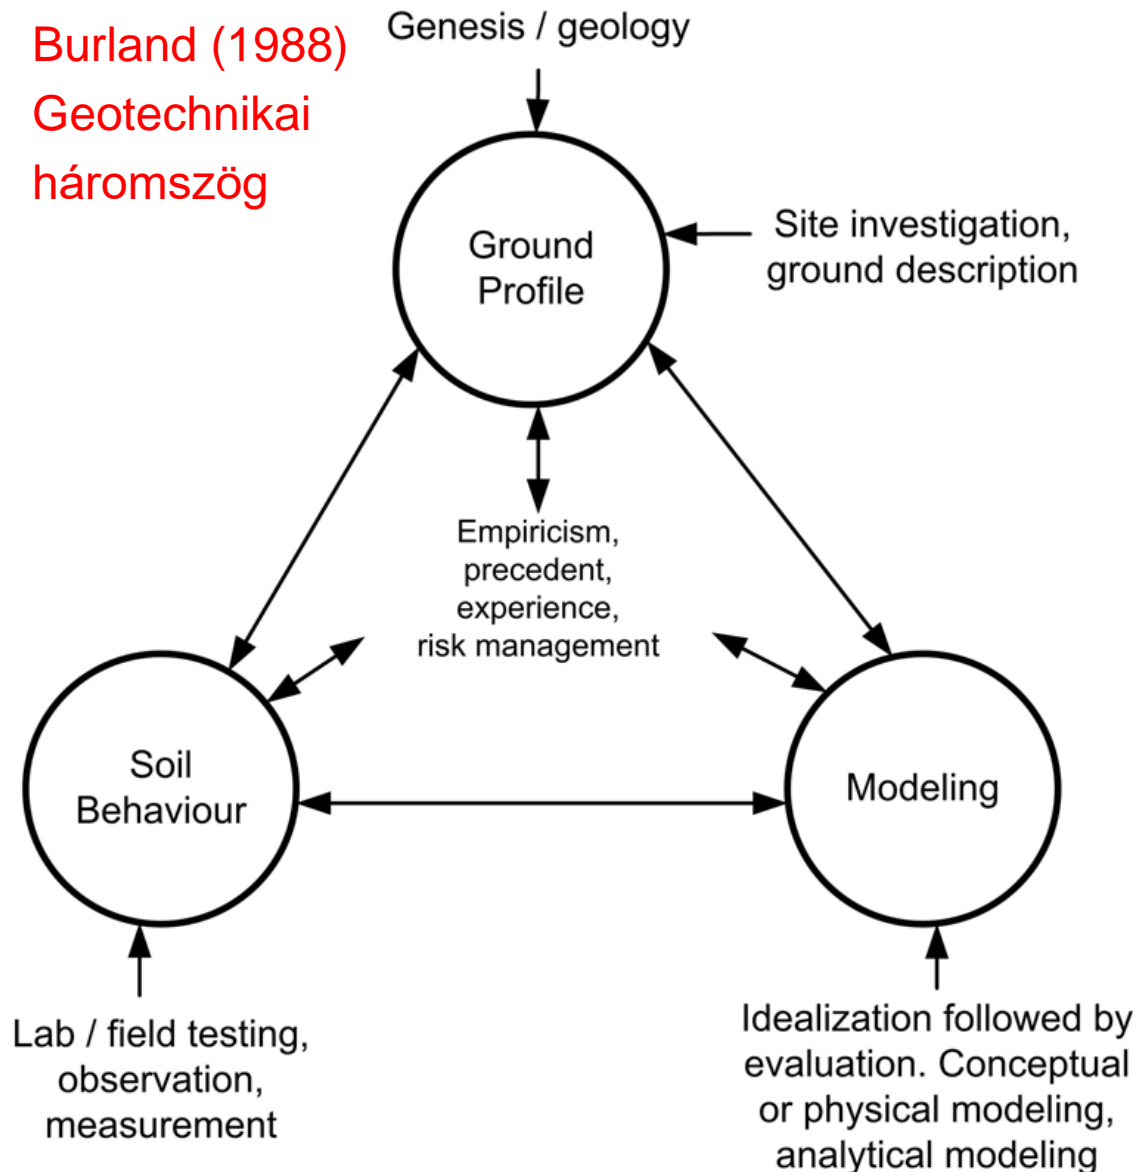 Burland (1988)
Geotechnikai
háromszög
Genesis / geology
Ground
Profile
Site investigation,
ground description
Empiricism,
precedent,
experience,
risk management
Soil
Behaviour
Modeling
Lab / field testing,
observation,
measurement
Idealization followed by
evaluation. Conceptual
or physical modeling,
analytical modeling